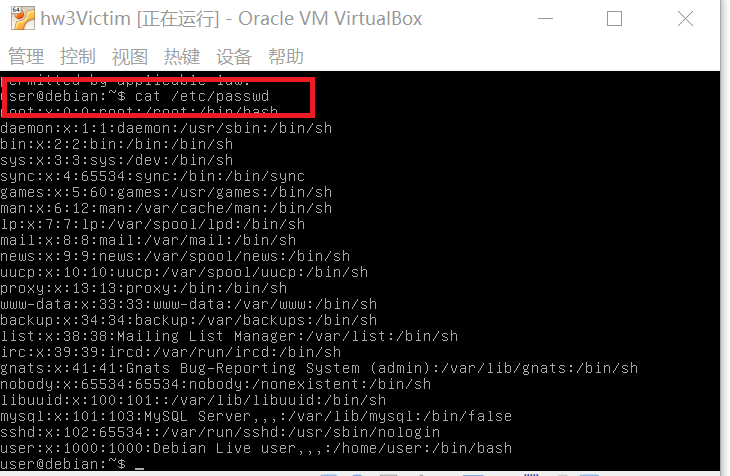 hw3Victim [正在运行] - Oracle VM VirtualBox
管理 控制 视图 热键 设备 帮助
permitted by applicable law.
user@debian:~$ cat /etc/passwd
root:x:0:0:root:/root:/bin/bash
daemon:x:1:1:daemon:/usr/sbin:/bin/sh
bin:x:2:2:bin:/bin:/bin/sh
sys:x:3:3:sys:/dev:/bin/sh
sync:x:4:65534:sync:/bin:/bin/sync
games:x:5:60:games:/usr/games:/bin/sh
man:x:6:12:man:/var/cache/man:/bin/sh
lp:x:7:7:lp:/var/spool/lpd:/bin/sh
mail:x:8:8:mail:/var/mail:/bin/sh
news:x:9:9:news:/var/spool/news:/bin/sh
uucp:x:10:10:uucp:/var/spool/uucp:/bin/sh
proxy:x:13:13:proxy:/bin:/bin/sh
www-data:x:33:33:www-data:/var/www:/bin/sh
backup:x:34:34:backup:/var/backups:/bin/sh
list:x:38:38:Mailing List Manager:/var/list:/bin/sh
irc:x:39:39:ircd:/var/run/ircd:/bin/sh
gnats:x:41:41:Gnats Bug-Reporting System (admin):/var/lib/gnats:/bin/sh
nobody:x:65534:65534:nobody:/nonexistent:/bin/sh
libuuid:x:100:101::/var/lib/libuuid:/bin/sh
mysql:x:101:103:MySQL Server,,,:/var/lib/mysql:/bin/false
sshd:x:102:65534::/var/run/sshd:/usr/sbin/nologin
user:x:1000:1000:Debian Live user,,,:/home/user:/bin/bash
user@debian:~$ _